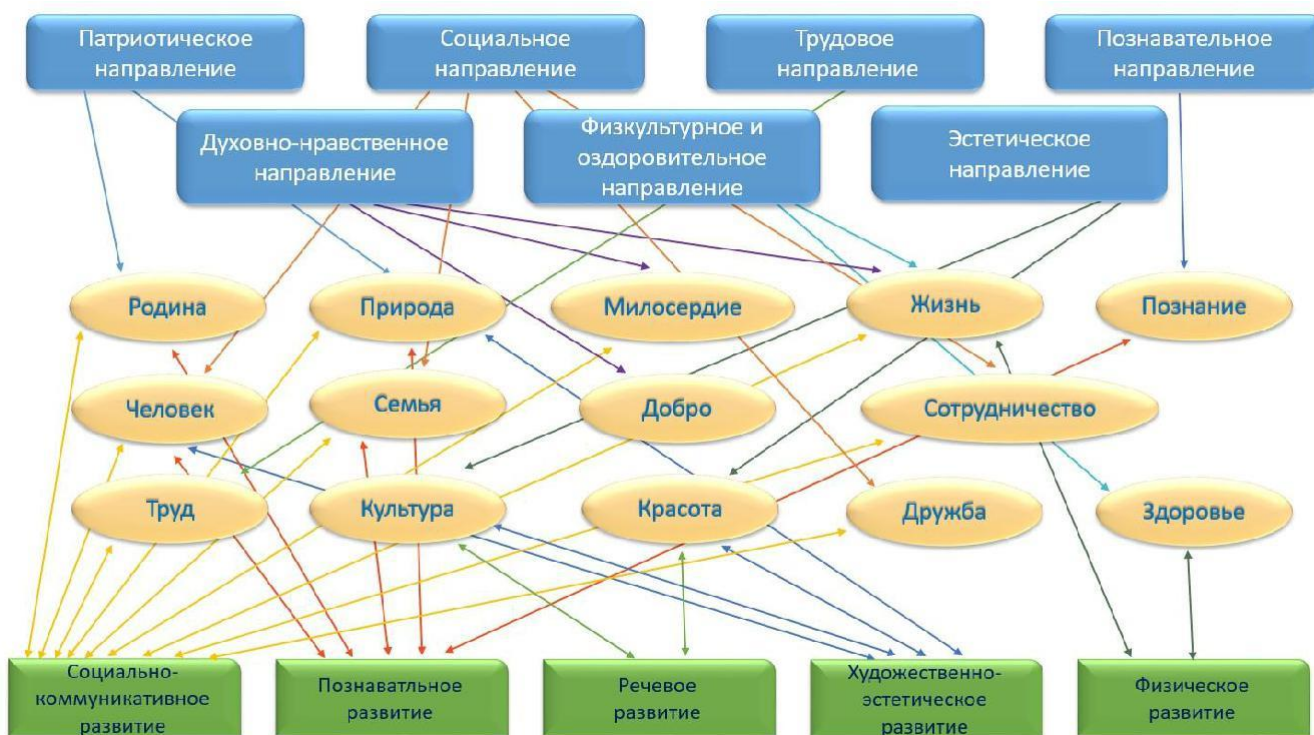 Патриотическое
направление
Социальное
направление
Трудовое
направление
Познавательное
направление
Духовно-нравственное
направление
Физкультурное и
оздоровительное
направление
Эстетическое
направление
Родина
Природа
Милосердие
Жизнь
Познание
Человек
Семья
Добро
Сотрудничество
Труд
Культура
Красота
Дружба
Здоровье
Социально-
коммуникативное
развитие
Познаватльное
развитие
Речевое
развитие
Художественно-
эстетическое
развитие
Физическое
развитие